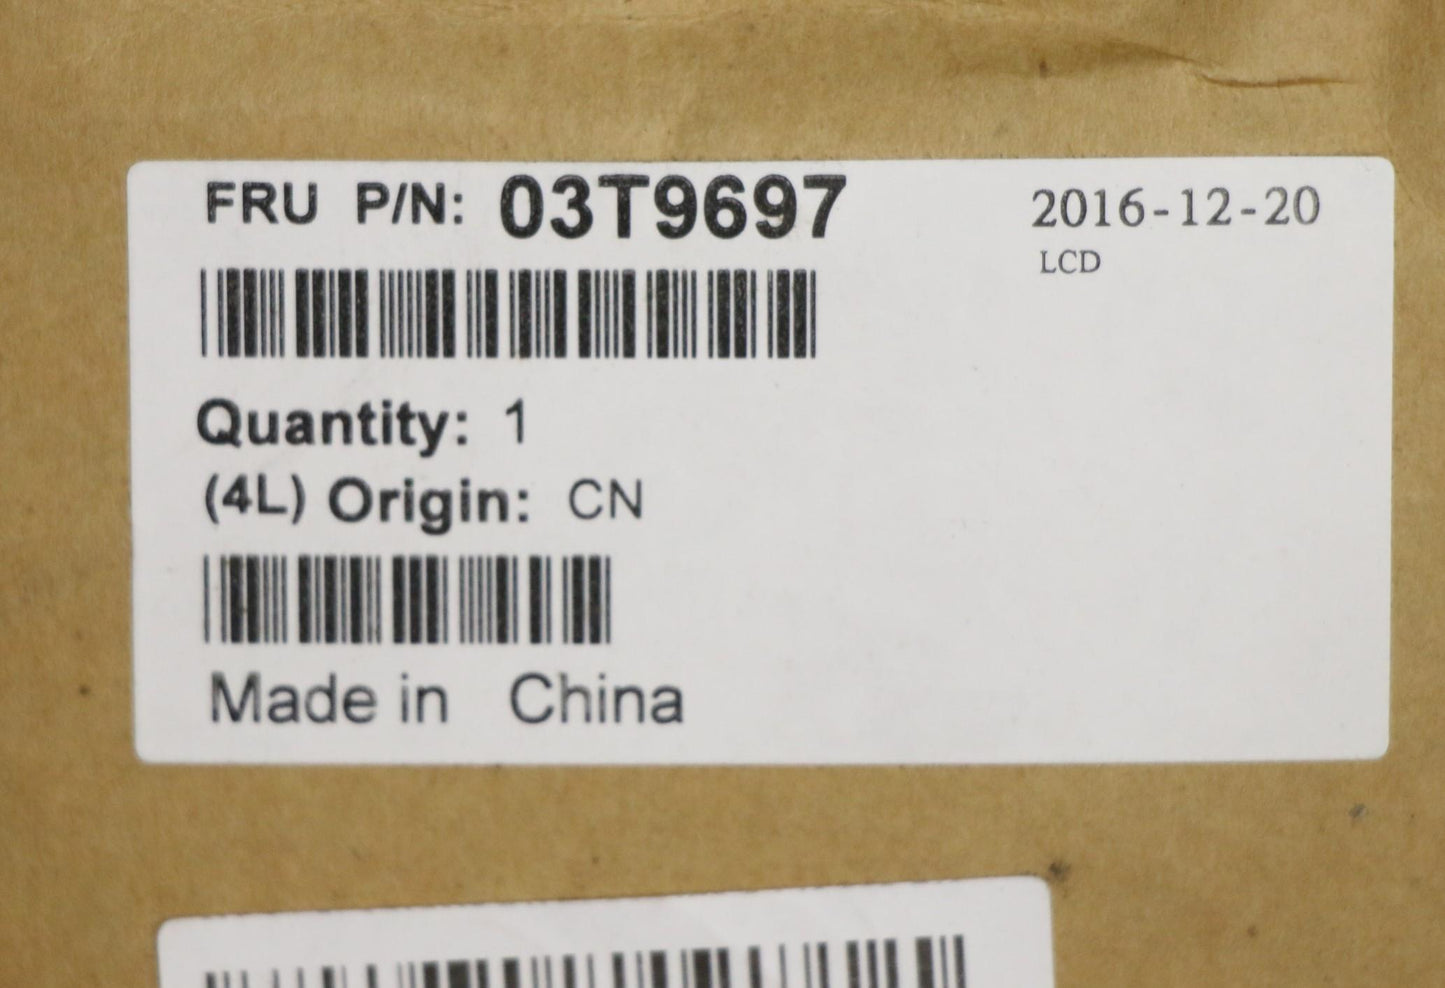 FRU P/N: 03T9697
2016-12-20
LCD
Quantity: 1
(4L) Origin: CN
Made in China